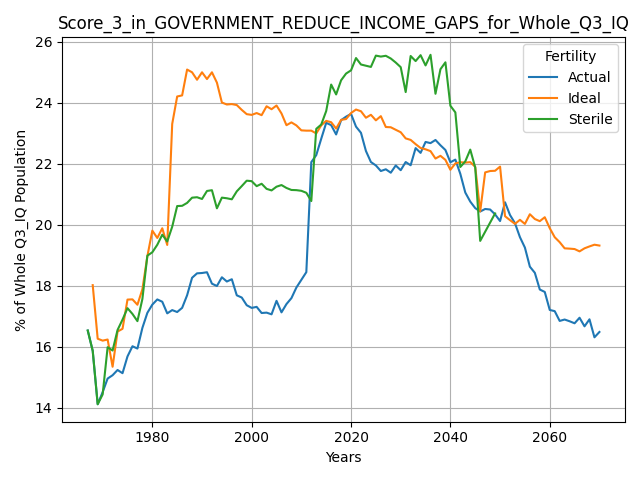 Score_3_in_GOVERNMENT_REDUCE_INCOME_GAPS_for_Whole_Q3_IQ
26
24
22
20
18
16
14
% of Whole Q3_IQ Population
Fertility
Actual
Ideal
Sterile
1980
2000
2020
2040
2060
Years